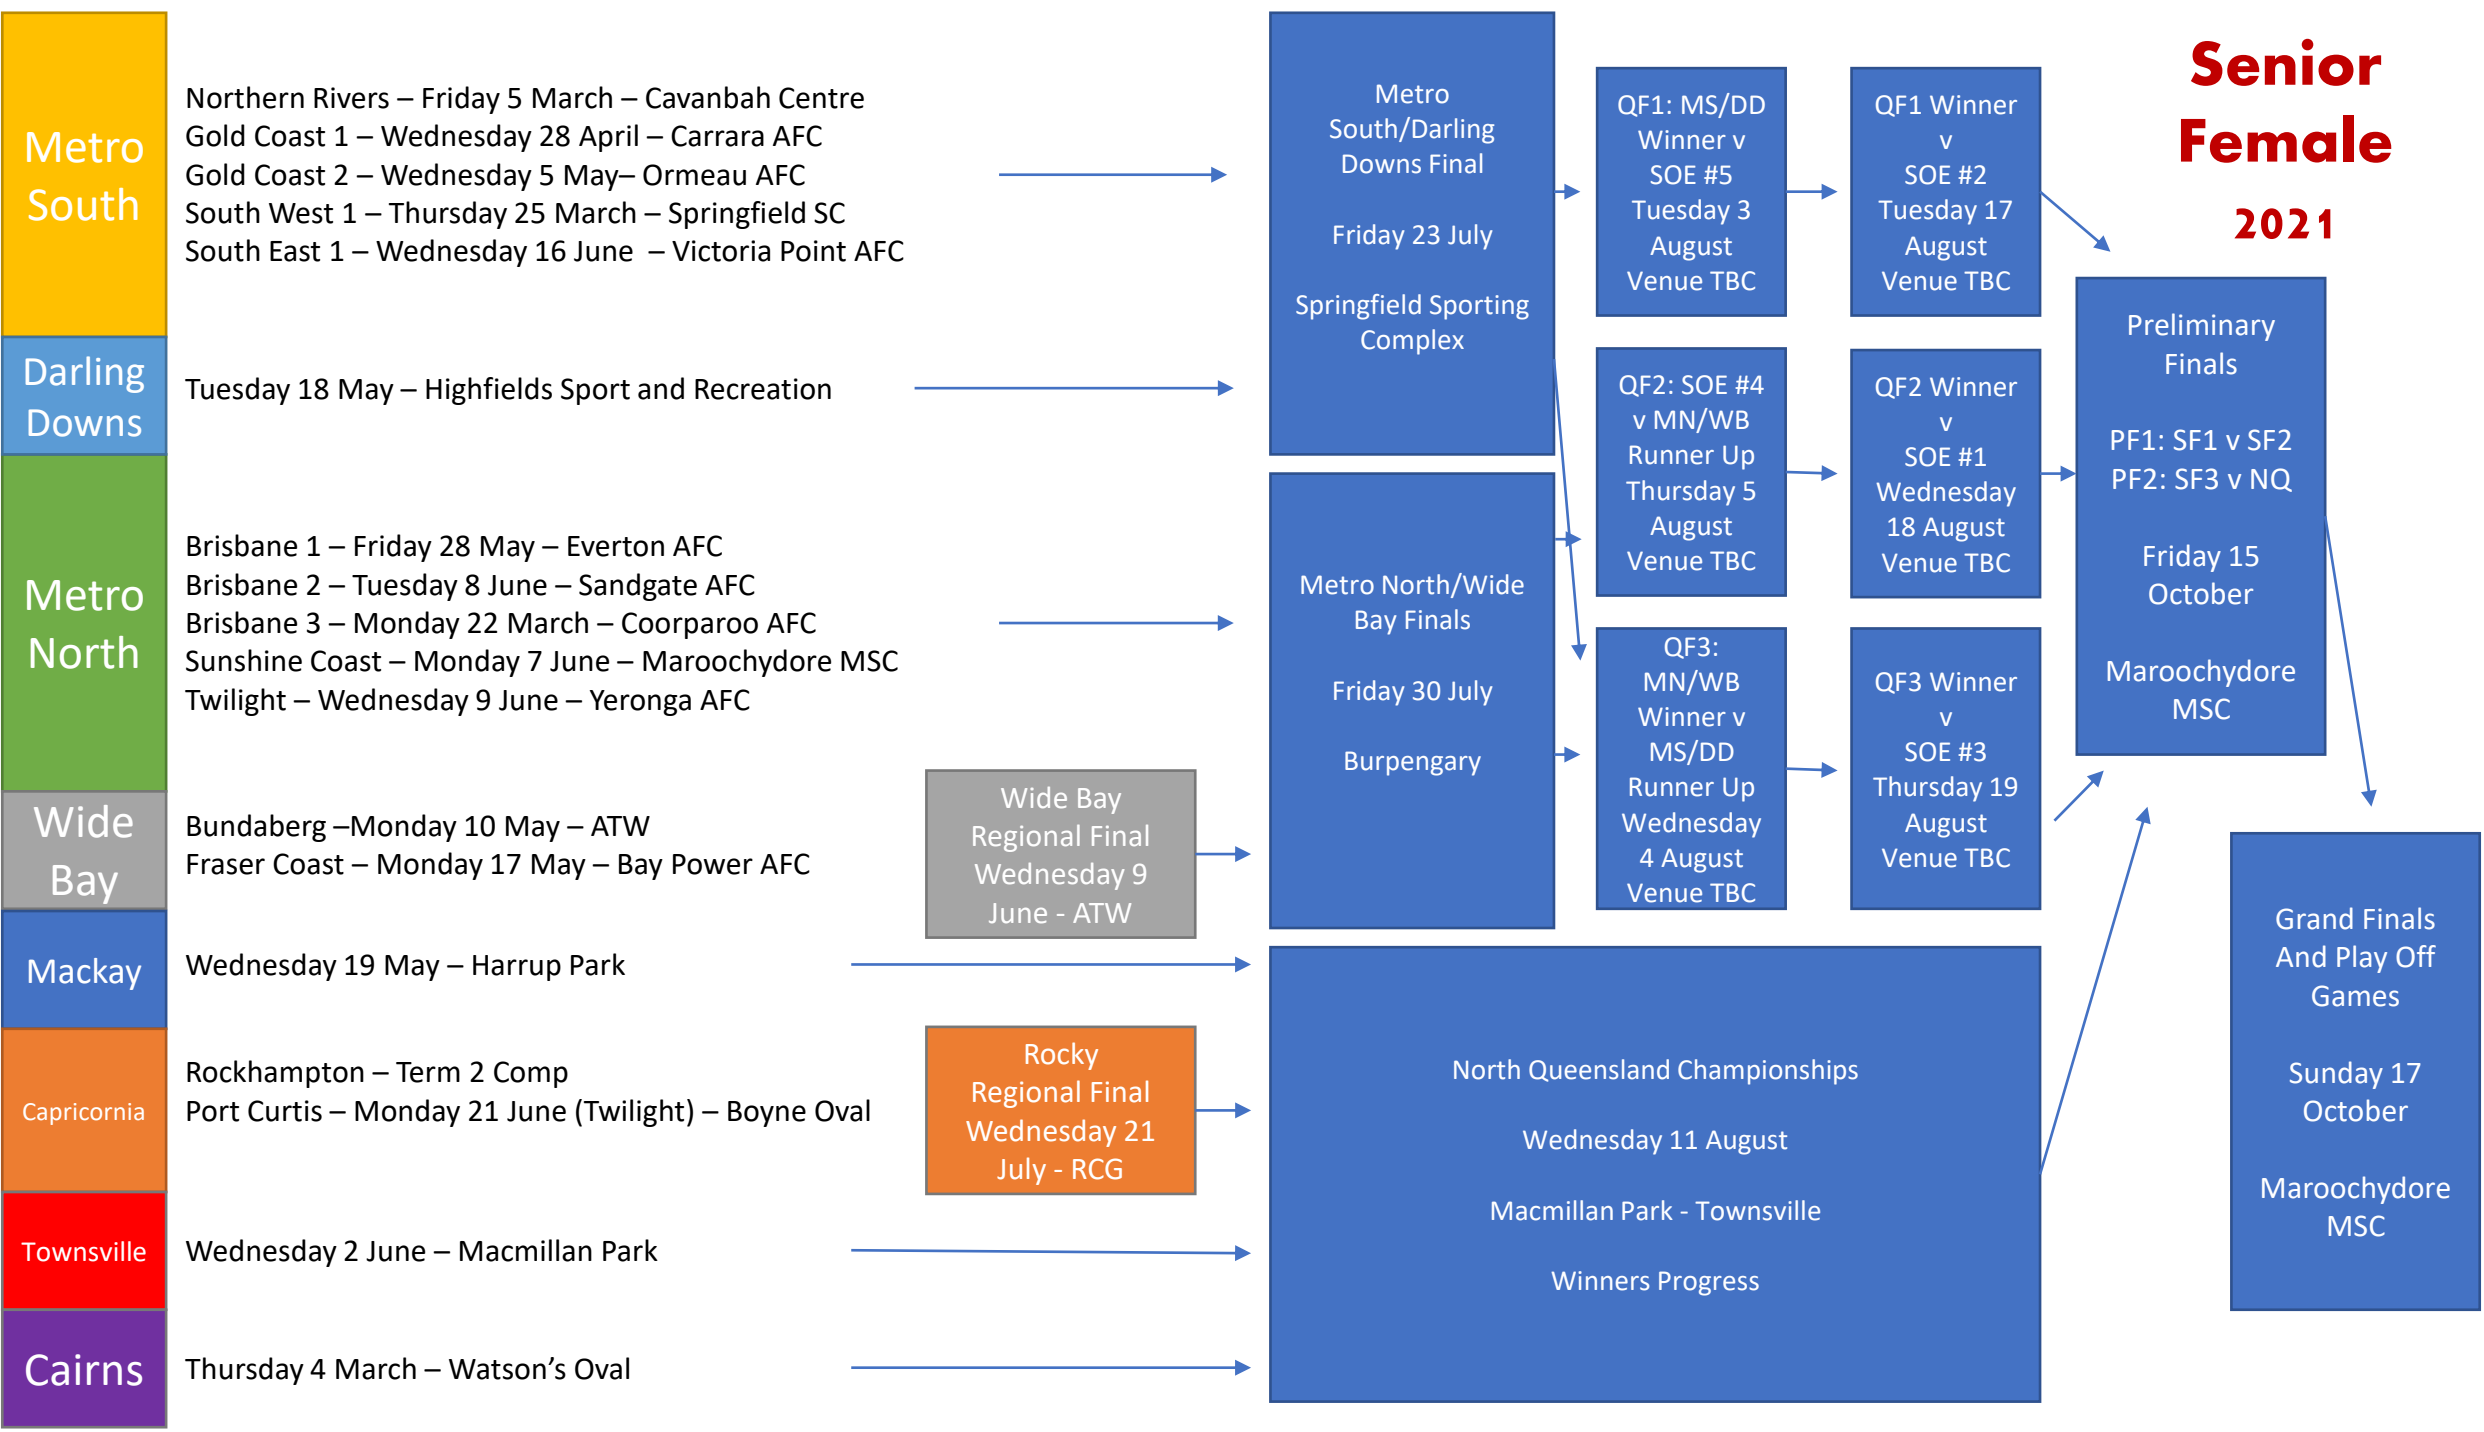 Senior
Female
2021
Metro
South
Northern Rivers – Friday 5 March – Cavanbah Centre
Gold Coast 1 – Wednesday 28 April – Carrara AFC
Gold Coast 2 – Wednesday 5 May– Ormeau AFC
South West 1 – Thursday 25 March – Springfield SC
South East 1 – Wednesday 16 June  – Victoria Point AFC
Darling
Downs
Tuesday 18 May – Highfields Sport and Recreation
Metro
North
Brisbane 1 – Friday 28 May – Everton AFC
Brisbane 2 – Tuesday 8 June – Sandgate AFC
Brisbane 3 – Monday 22 March – Coorparoo AFC
Sunshine Coast – Monday 7 June – Maroochydore MSC
Twilight – Wednesday 9 June – Yeronga AFC
Wide
Bay
Bundaberg –Monday 10 May – ATW
Fraser Coast – Monday 17 May – Bay Power AFC
Wide Bay
Regional Final
Wednesday 9
June - ATW
Mackay
Wednesday 19 May – Harrup Park
Capricornia
Rockhampton – Term 2 Comp
Port Curtis – Monday 21 June (Twilight) – Boyne Oval
Rocky
Regional Final
Wednesday 21
July - RCG
Townsville
Wednesday 2 June – Macmillan Park
Cairns
Thursday 4 March – Watson’s Oval
Metro
South/Darling
Downs Final
Friday 23 July
Springfield Sporting
Complex
Metro North/Wide
Bay Finals
Friday 30 July
Burpengary
North Queensland Championships
Wednesday 11 August
Macmillan Park - Townsville
Winners Progress
QF1: MS/DD
Winner v
SOE #5
Tuesday 3
August
Venue TBC
QF2: SOE #4
v MN/WB
Runner Up
Thursday 5
August
Venue TBC
QF3:
MN/WB
Winner v
MS/DD
Runner Up
Wednesday
4 August
Venue TBC
QF1 Winner
v
SOE #2
Tuesday 17
August
Venue TBC
QF2 Winner
v
SOE #1
Wednesday
18 August
Venue TBC
QF3 Winner
v
SOE #3
Thursday 19
August
Venue TBC
Preliminary
Finals
PF1: SF1 v SF2
PF2: SF3 v NQ
Friday 15
October
Maroochydore
MSC
Grand Finals
And Play Off
Games
Sunday 17
October
Maroochydore
MSC